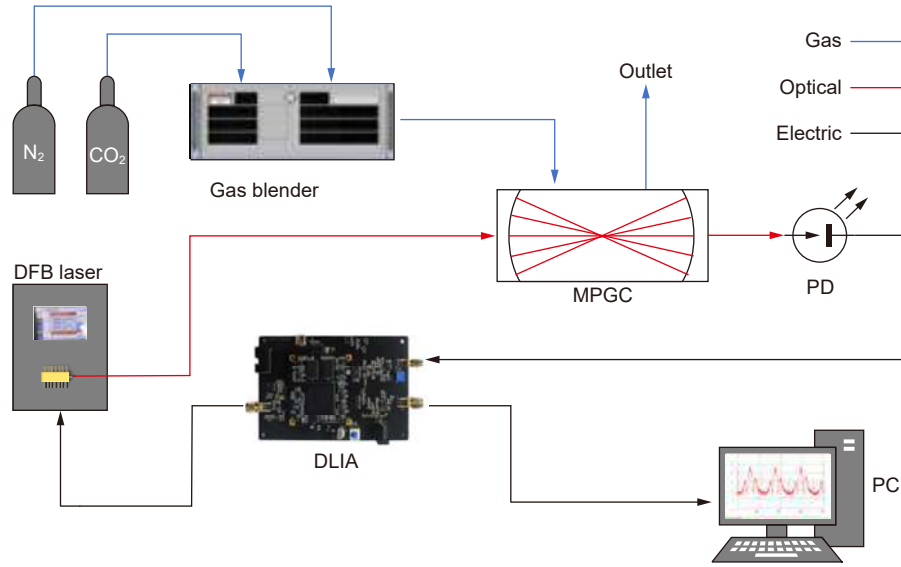 Gas
Outlet
Optical
Electric
N₂
CO₂
Gas blender
DFB laser
MPGC
PD
DLIA
PC